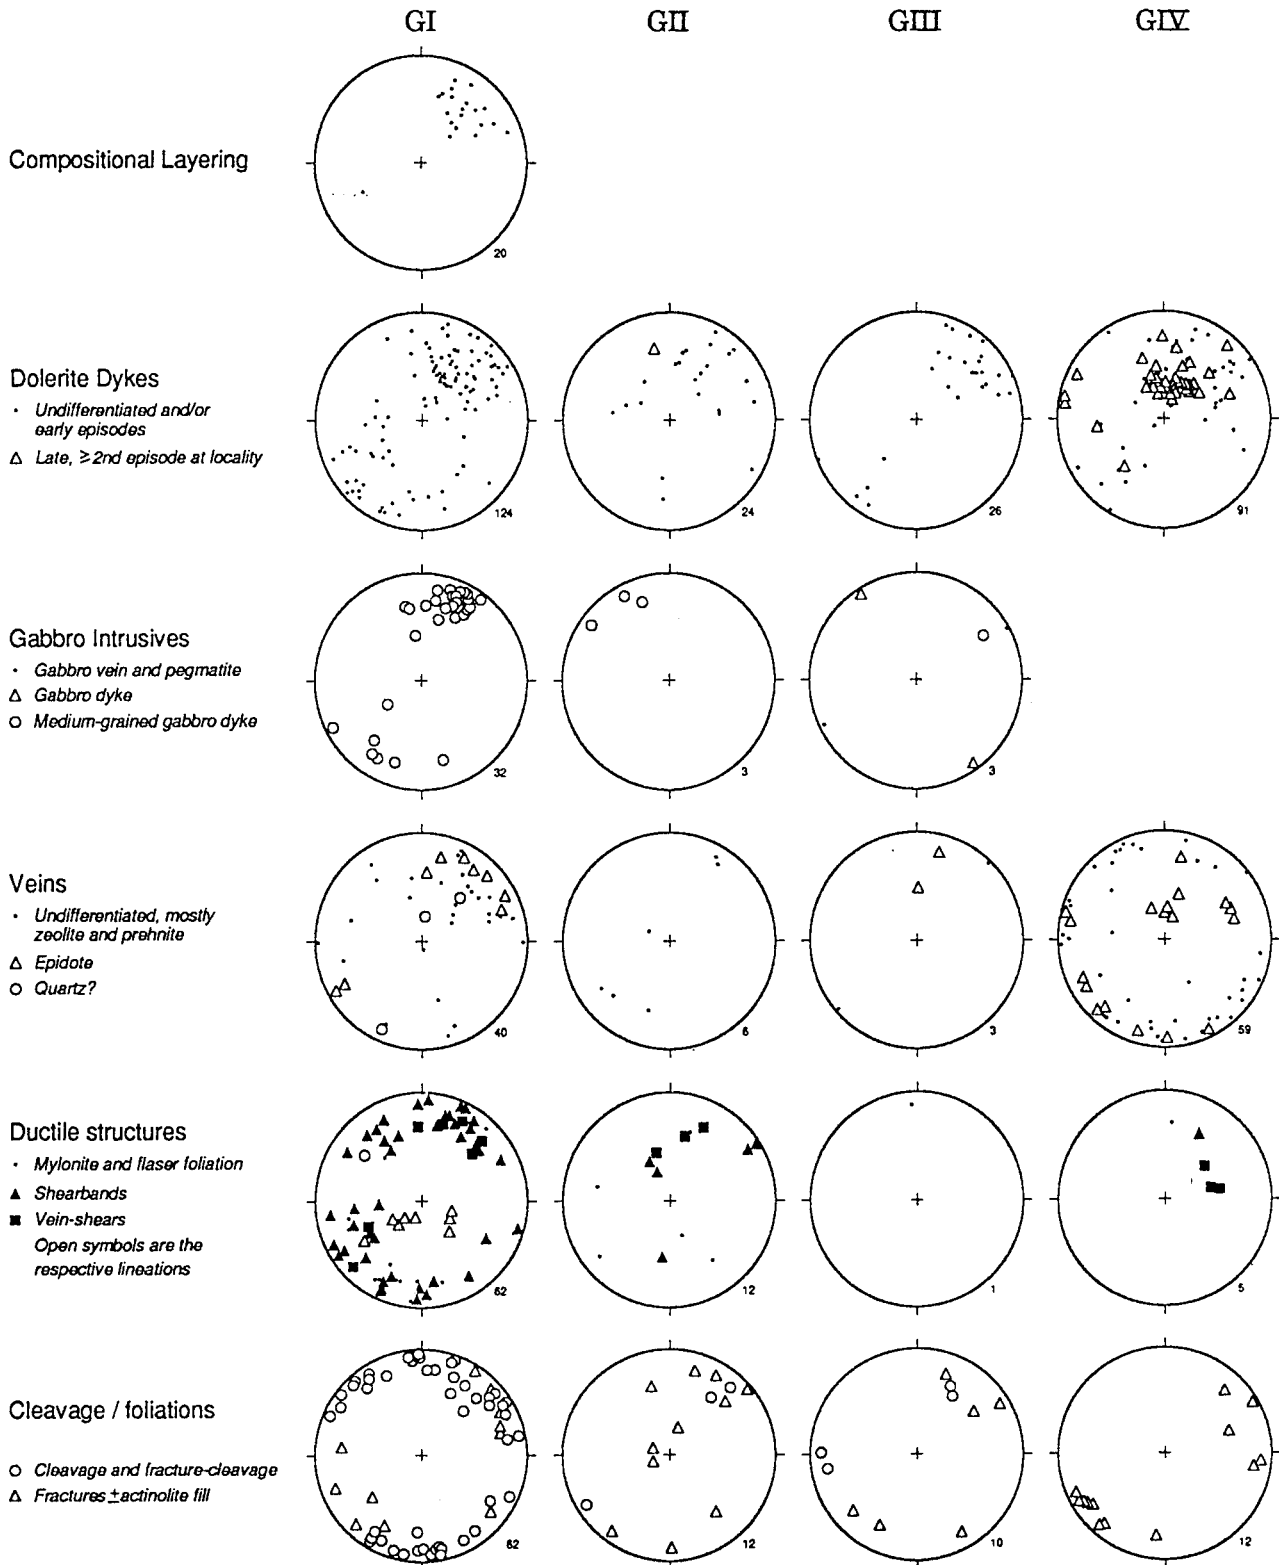 GI GII GIII GIV
Compositional Layering
20
Dolerite Dykes
· Undifferentiated and/or
early episodes
△ Late, ≥2nd episode at locality
124 24 26 91
Gabbro Intrusives
· Gabbro vein and pegmatite
△ Gabbro dyke
○ Medium-grained gabbro dyke
32 3 3
Veins
· Undifferentiated, mostly
zeolite and prehnite
△ Epidote
○ Quartz?
40 6 3 59
Ductile structures
· Mylonite and flaser foliation
▲ Shearbands
■ Vein-shears
Open symbols are the
respective lineations
62 12 1 5
Cleavage / foliations
○ Cleavage and fracture-cleavage
△ Fractures ± actinolite fill
62 12 10 12